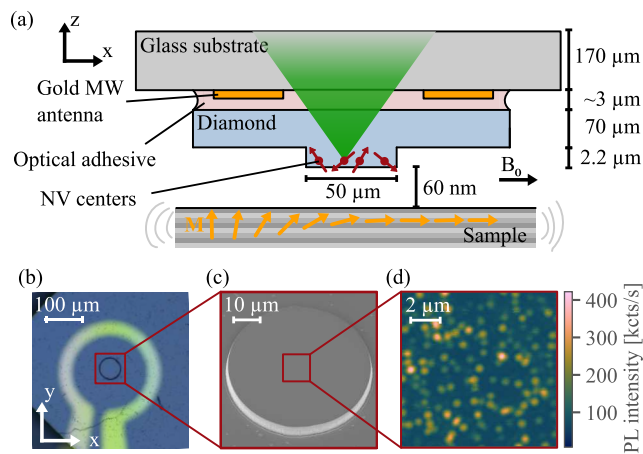 (a)
z
x
Glass substrate
Gold MW
antenna
Optical adhesive
Diamond
NV centers
170 µm
~3 µm
70 µm
2.2 µm
50 µm
60 nm
B₀
M
Sample
(b)
(c)
(d)
100 µm
10 µm
2 µm
y
x
400
300
200
100
PL intensity [kcts/s]